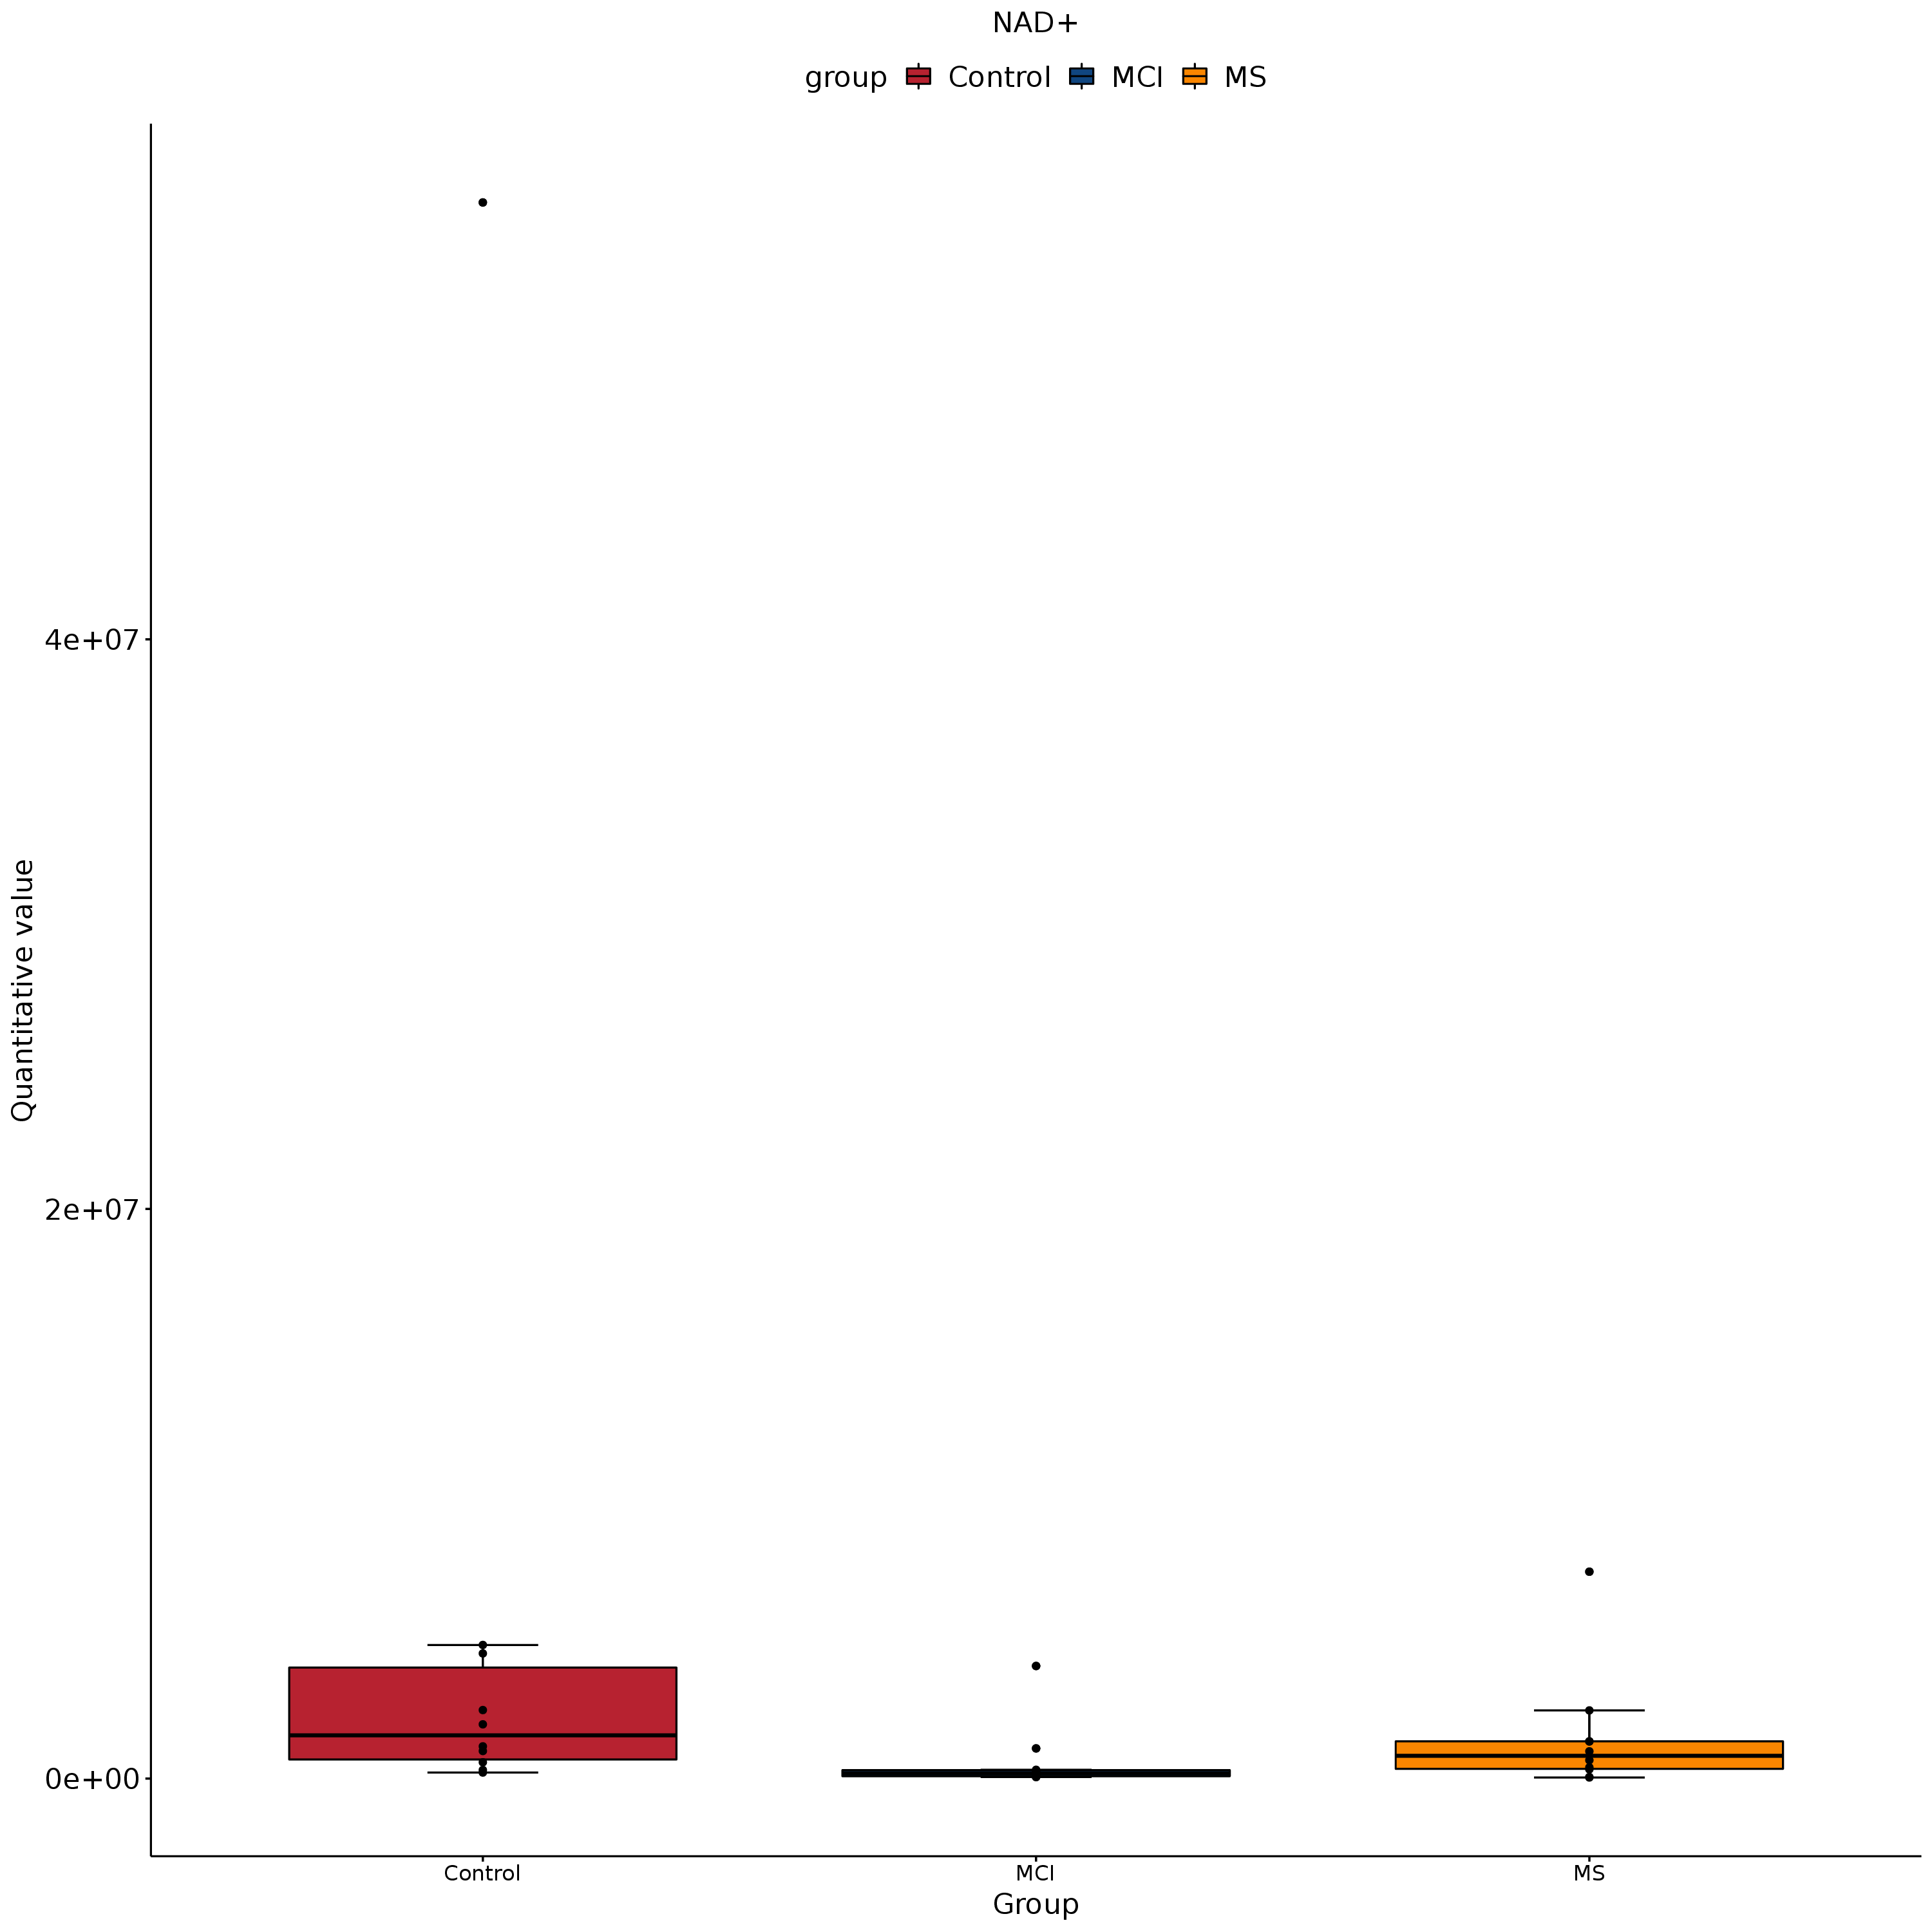 NAD+
group Control MCI MS
Quantitative value
4e+07
2e+07
0e+00
Control MCI MS
Group